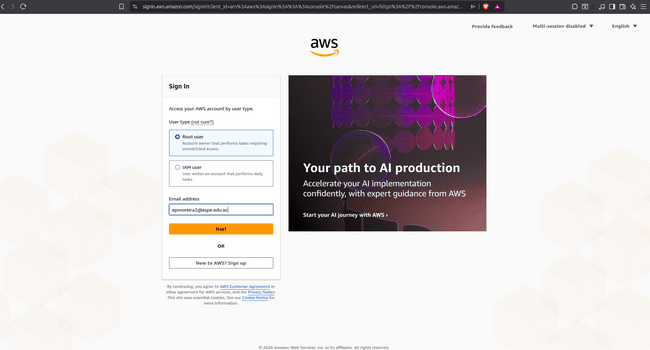 signin.aws.amazon.com/signin?client_id=arn%3Aaws%3Asignin%3A%3A%3Aconsole%2Fcanvas&redirect_uri=https%3A%2F%2Fconsole.aws.amaz...
Provide feedback
Multi-session disabled
English
aws
Sign In
Access your AWS account by user type.
User type (not sure?)
Root user
Account owner that performs tasks requiring
unrestricted access.
IAM user
User within an account that performs daily
tasks.
Email address
epmoreira2@espe.edu.ec
Next
OR
New to AWS? Sign up
By continuing, you agree to AWS Customer Agreement or
other agreement for AWS services, and the Privacy Notice.
This site uses essential cookies. See our Cookie Notice for
more information.
Your path to AI production
Accelerate your AI implementation
confidently, with expert guidance from AWS
Start your AI journey with AWS ›
© 2025 Amazon Web Services, Inc. or its affiliates. All rights reserved.